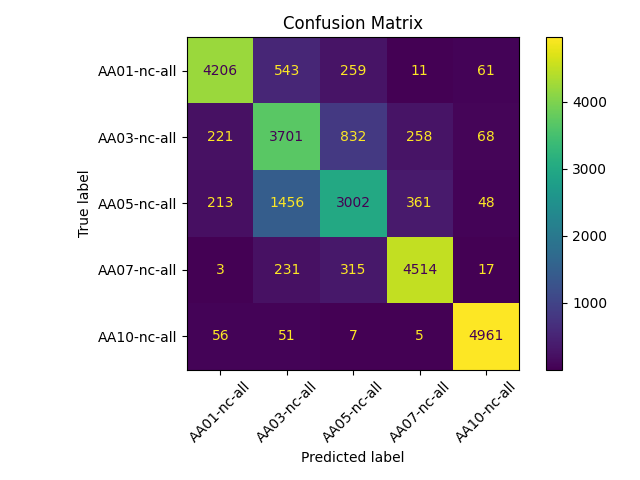 Confusion Matrix
True label
AA01-nc-all 4206 543 259 11 61
AA03-nc-all 221 3701 832 258 68
AA05-nc-all 213 1456 3002 361 48
AA07-nc-all 3 231 315 4514 17
AA10-nc-all 56 51 7 5 4961
AA01-nc-all AA03-nc-all AA05-nc-all AA07-nc-all AA10-nc-all
Predicted label
4000
3000
2000
1000